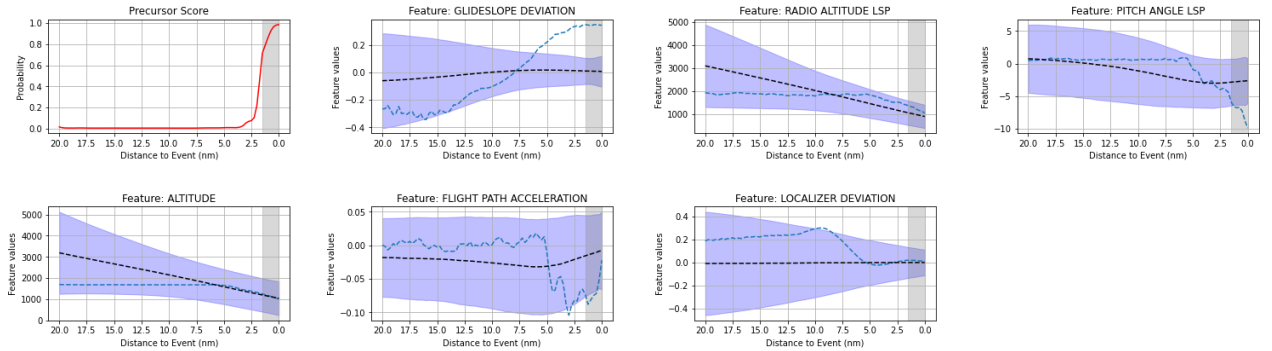 Precursor Score
1.0
0.8
0.6
0.4
0.2
0.0
Probability
20.0 17.5 15.0 12.5 10.0 7.5 5.0 2.5 0.0
Distance to Event (nm)
Feature: GLIDESLOPE DEVIATION
0.2
0.0
−0.2
−0.4
Feature values
20.0 17.5 15.0 12.5 10.0 7.5 5.0 2.5 0.0
Distance to Event (nm)
Feature: RADIO ALTITUDE LSP
5000
4000
3000
2000
1000
Feature values
20.0 17.5 15.0 12.5 10.0 7.5 5.0 2.5 0.0
Distance to Event (nm)
Feature: PITCH ANGLE LSP
5
0
−5
−10
Feature values
20.0 17.5 15.0 12.5 10.0 7.5 5.0 2.5 0.0
Distance to Event (nm)
Feature: ALTITUDE
5000
4000
3000
2000
1000
0
Feature values
20.0 17.5 15.0 12.5 10.0 7.5 5.0 2.5 0.0
Distance to Event (nm)
Feature: FLIGHT PATH ACCELERATION
0.05
0.00
−0.05
−0.10
Feature values
20.0 17.5 15.0 12.5 10.0 7.5 5.0 2.5 0.0
Distance to Event (nm)
Feature: LOCALIZER DEVIATION
0.4
0.2
0.0
−0.2
−0.4
Feature values
20.0 17.5 15.0 12.5 10.0 7.5 5.0 2.5 0.0
Distance to Event (nm)